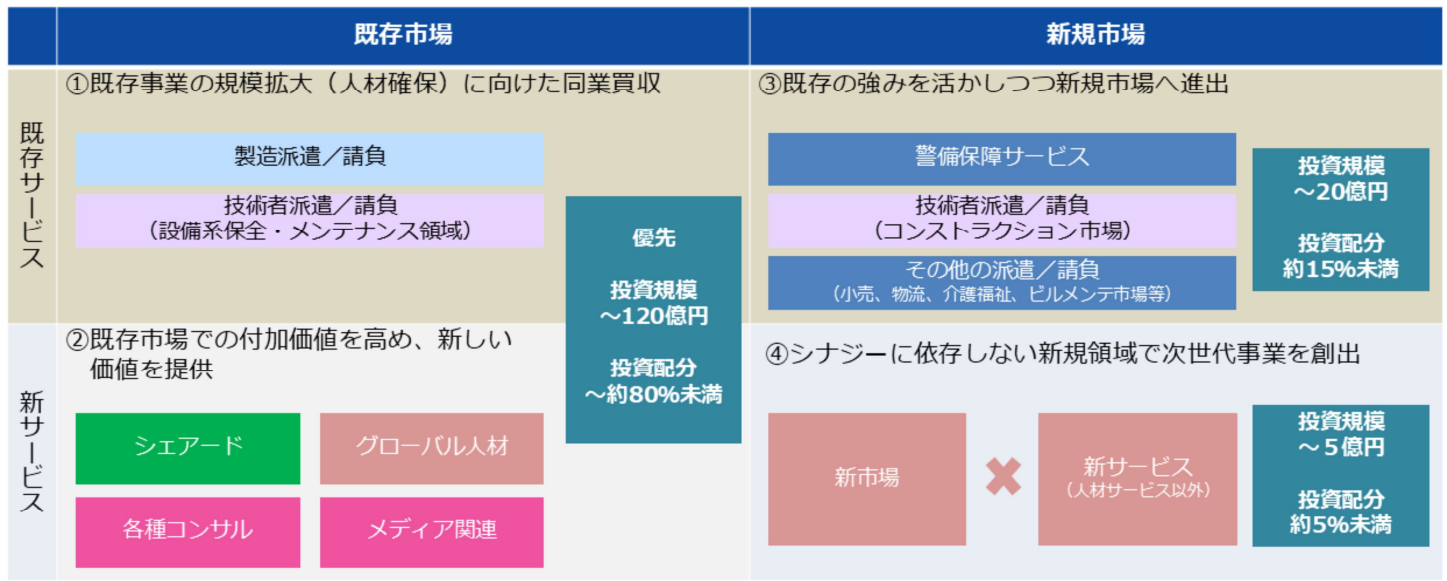 既存市場
新規市場
既存サービス
①既存事業の規模拡大（人材確保）に向けた同業買収
製造派遣／請負
技術者派遣／請負
（設備系保全・メンテナンス領域）
優先
投資規模
～120億円
投資配分
～約80%未満
③既存の強みを活かしつつ新規市場へ進出
警備保障サービス
技術者派遣／請負
（コンストラクション市場）
その他の派遣／請負
（小売、物流、介護福祉、ビルメンテ市場等）
投資規模
～20億円
投資配分
約15%未満
新サービス
②既存市場での付加価値を高め、新しい
価値を提供
シェアード
グローバル人材
各種コンサル
メディア関連
④シナジーに依存しない新規領域で次世代事業を創出
新市場
✖
新サービス
（人材サービス以外）
投資規模
～５億円
投資配分
約5%未満